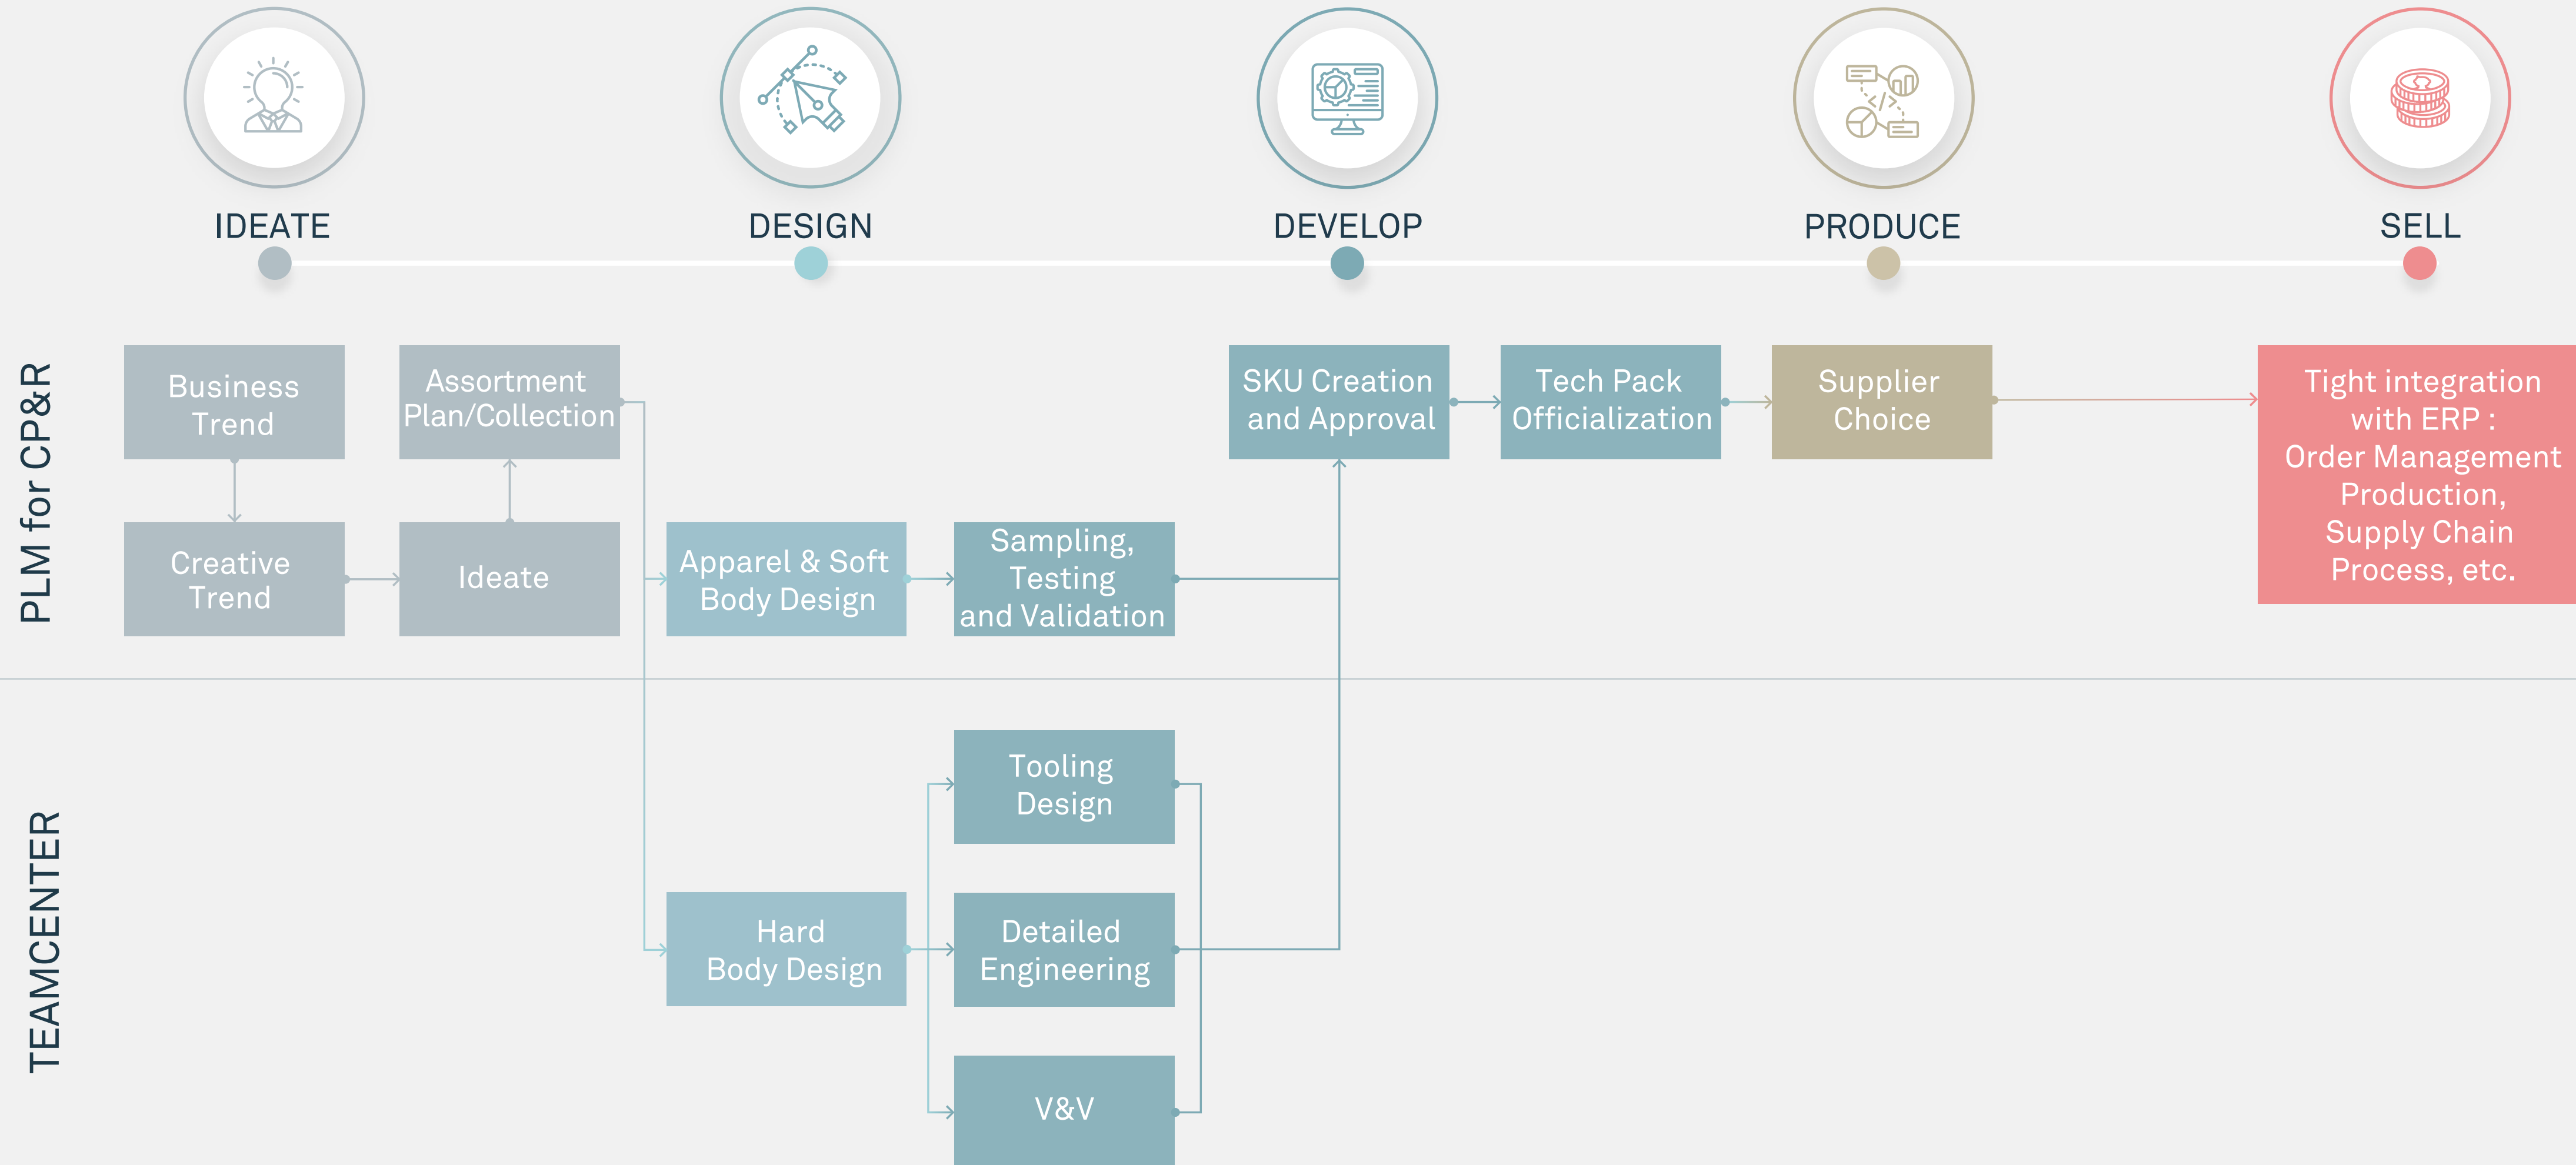 IDEATE
DESIGN
DEVELOP
PRODUCE
SELL
PLM for CP&R
Business
Trend
Assortment
Plan/Collection
SKU Creation
and Approval
Tech Pack
Officialization
Supplier
Choice
Tight integration
with ERP :
Order Management
Production,
Supply Chain
Process, etc.
Creative
Trend
Ideate
Apparel & Soft
Body Design
Sampling,
Testing
and Validation
TEAMCENTER
Tooling
Design
Hard
Body Design
Detailed
Engineering
V&V